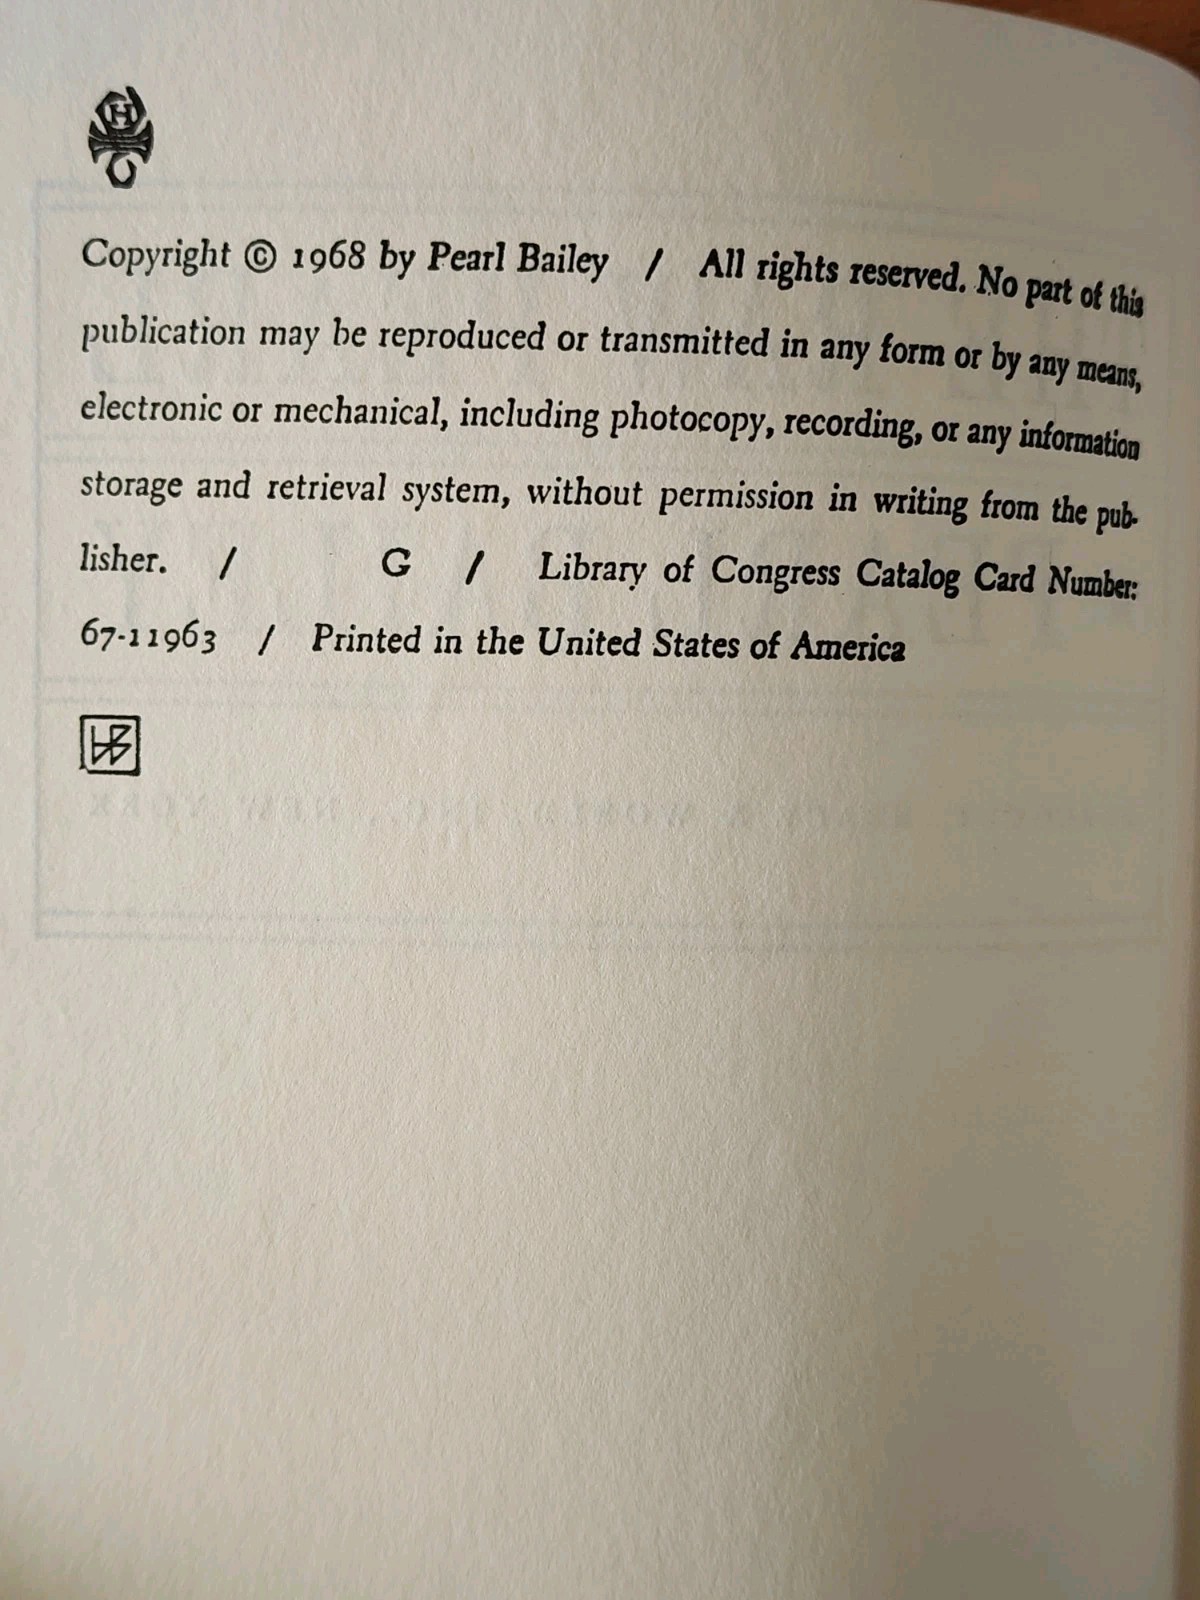 H
Copyright © 1968 by Pearl Bailey / All rights reserved. No part of this
publication may be reproduced or transmitted in any form or by any means,
electronic or mechanical, including photocopy, recording, or any information
storage and retrieval system, without permission in writing from the pub-
lisher. / G / Library of Congress Catalog Card Number:
67-11963 / Printed in the United States of America
HB